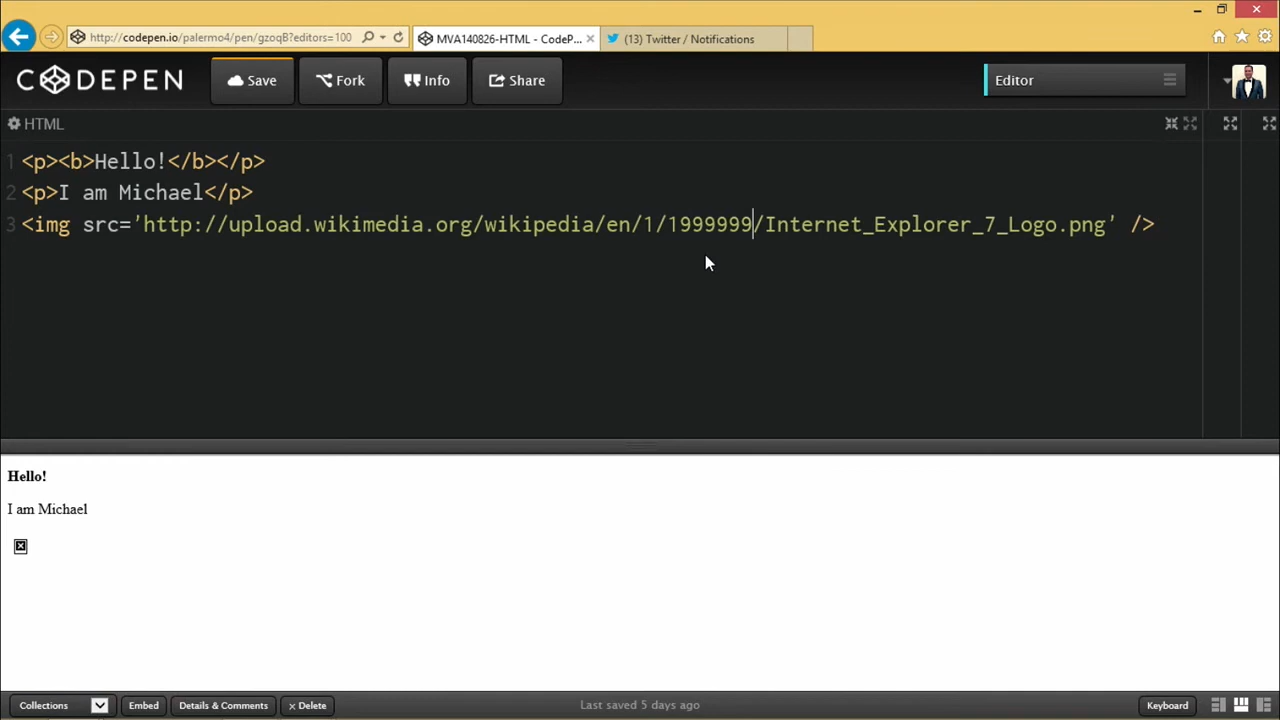 http://codepen.io/palermo4/pen/gzoqB?editors=100
MVA140826-HTML - CodeP...
(13) Twitter / Notifications
CODEPEN
Save
Fork
Info
Share
Editor
HTML
1 <p><b>Hello!</b></p>
2 <p>I am Michael</p>
3 <img src='http://upload.wikimedia.org/wikipedia/en/1/1999999/Internet_Explorer_7_Logo.png' />
Hello!
I am Michael
Collections
Embed
Details & Comments
x Delete
Last saved 5 days ago
Keyboard